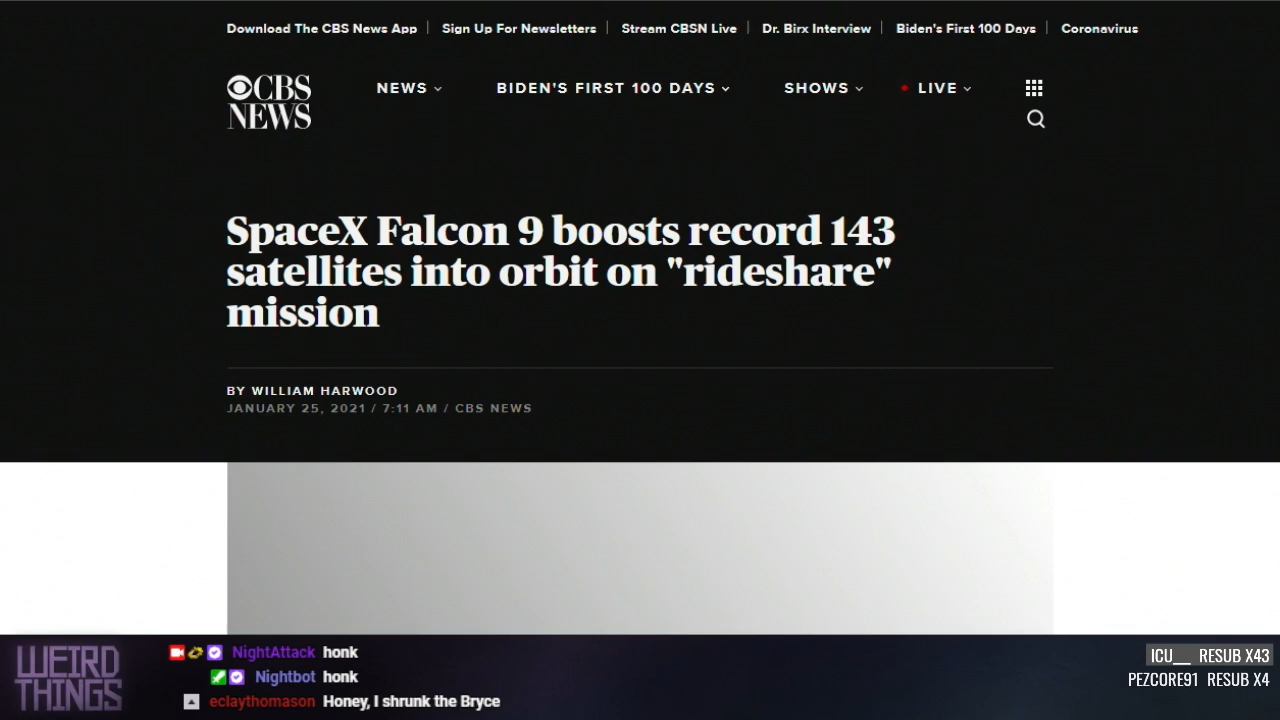 Download The CBS News App
Sign Up For Newsletters
Stream CBSN Live
Dr. Birx Interview
Biden's First 100 Days
Coronavirus
CBS NEWS
NEWS
BIDEN'S FIRST 100 DAYS
SHOWS
LIVE
SpaceX Falcon 9 boosts record 143
satellites into orbit on "rideshare"
mission
BY WILLIAM HARWOOD
JANUARY 25, 2021 / 7:11 AM / CBS NEWS
WEIRD
THINGS
NightAttack honk
Nightbot honk
eclaythomason Honey, I shrunk the Bryce
ICU__ RESUB X43
PEZCORE91 RESUB X4